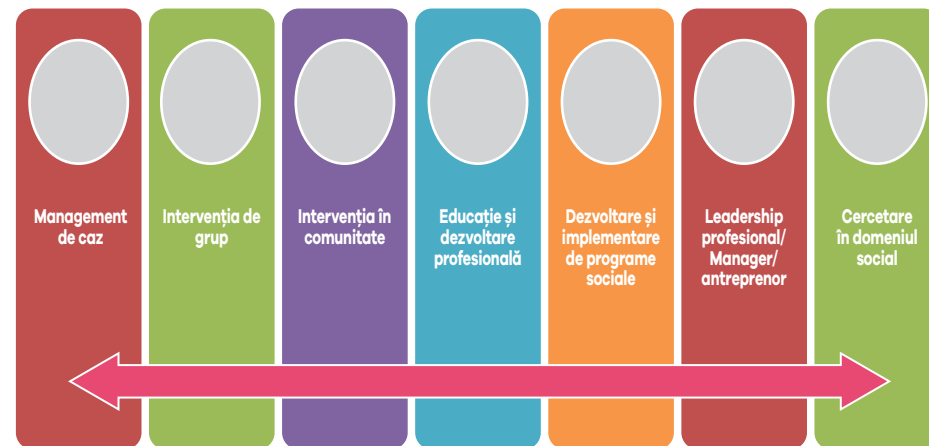 Management
de caz
Intervenția de
grup
Intervenția în
comunitate
Educație și
dezvoltare
profesională
Dezvoltare și
implementare
de programe
sociale
Leadership
profesional/
Manager/
antreprenor
Cercetare
în domeniul
social